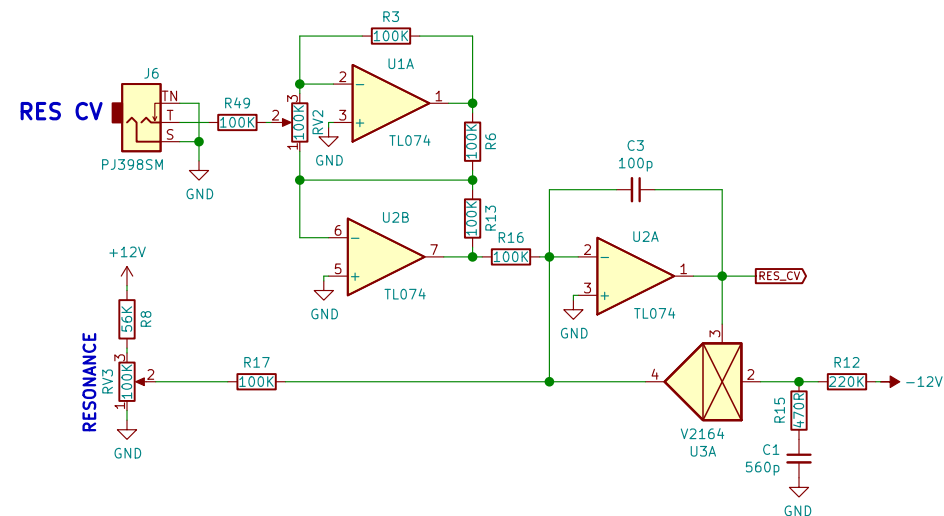 R3
100K
U1A
J6
TN
2
1
RES CV
R49
3
T
100K
2
100K
RV2
3
100K
R6
S
1
GND
TL074
PJ398SM
GND
C3
100p
U2B
100K
R13
6
7
R16
100K
U2A
5
2
1
RES_CV
+12V
TL074
3
GND
TL074
GND
56K
R8
3
RESONANCE
RV3
100K
2
1
R17
100K
4
2
R12
220K
-12V
R15
470R
V2164
U3A
C1
560p
GND
GND